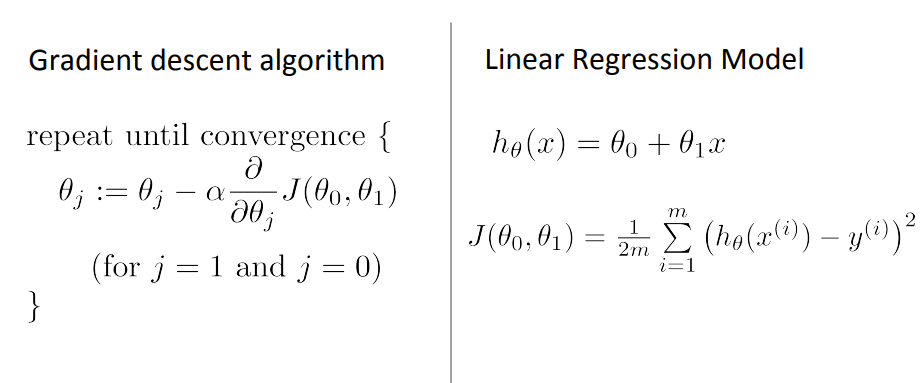 Gradient descent algorithm
repeat until convergence {
θ_j := θ_j − α ∂/∂θ_j J(θ_0, θ_1)
(for j = 1 and j = 0)
}
Linear Regression Model
h_θ(x) = θ_0 + θ_1x
J(θ_0, θ_1) = 1/2m ∑_{i=1}^{m} (h_θ(x^{(i)}) − y^{(i)})^2